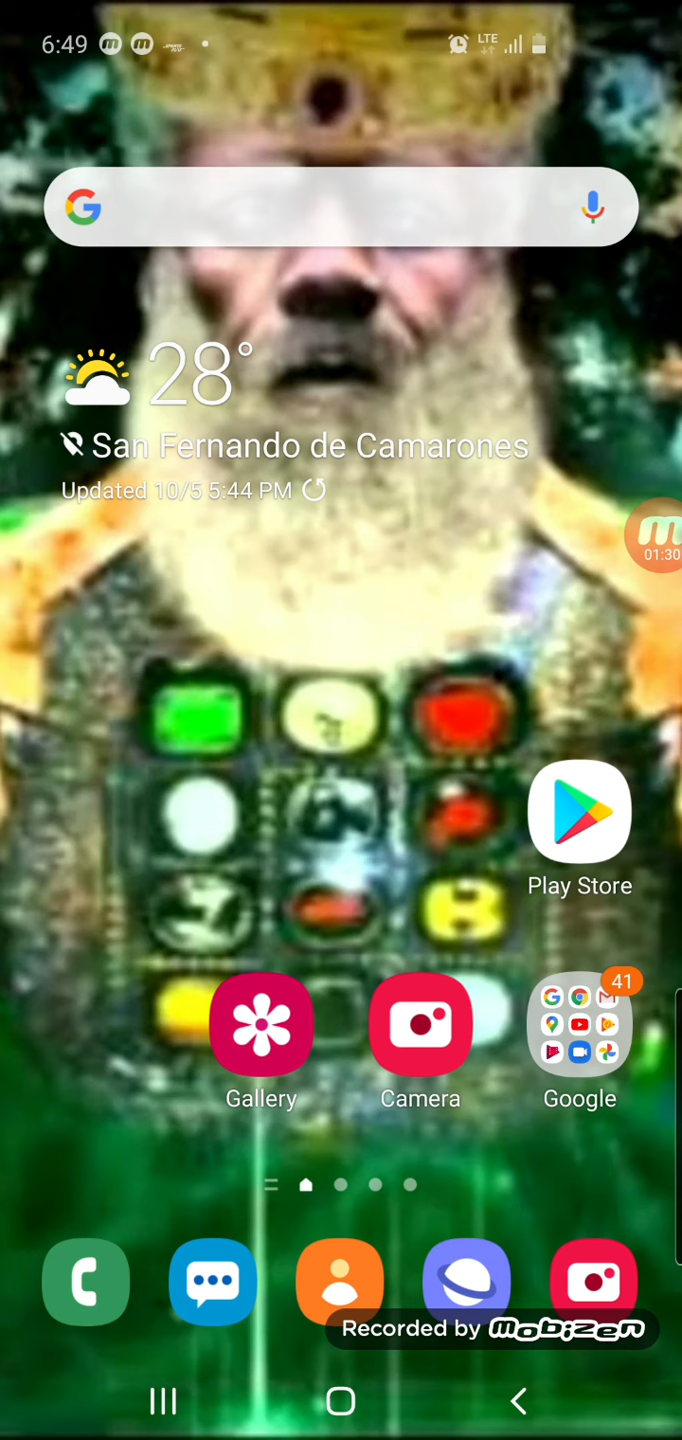 6:49 LTE
28°
San Fernando de Camarones
Updated 10/5 5:44 PM
01:30
Play Store
41
Gallery Camera Google
Recorded by mobizen